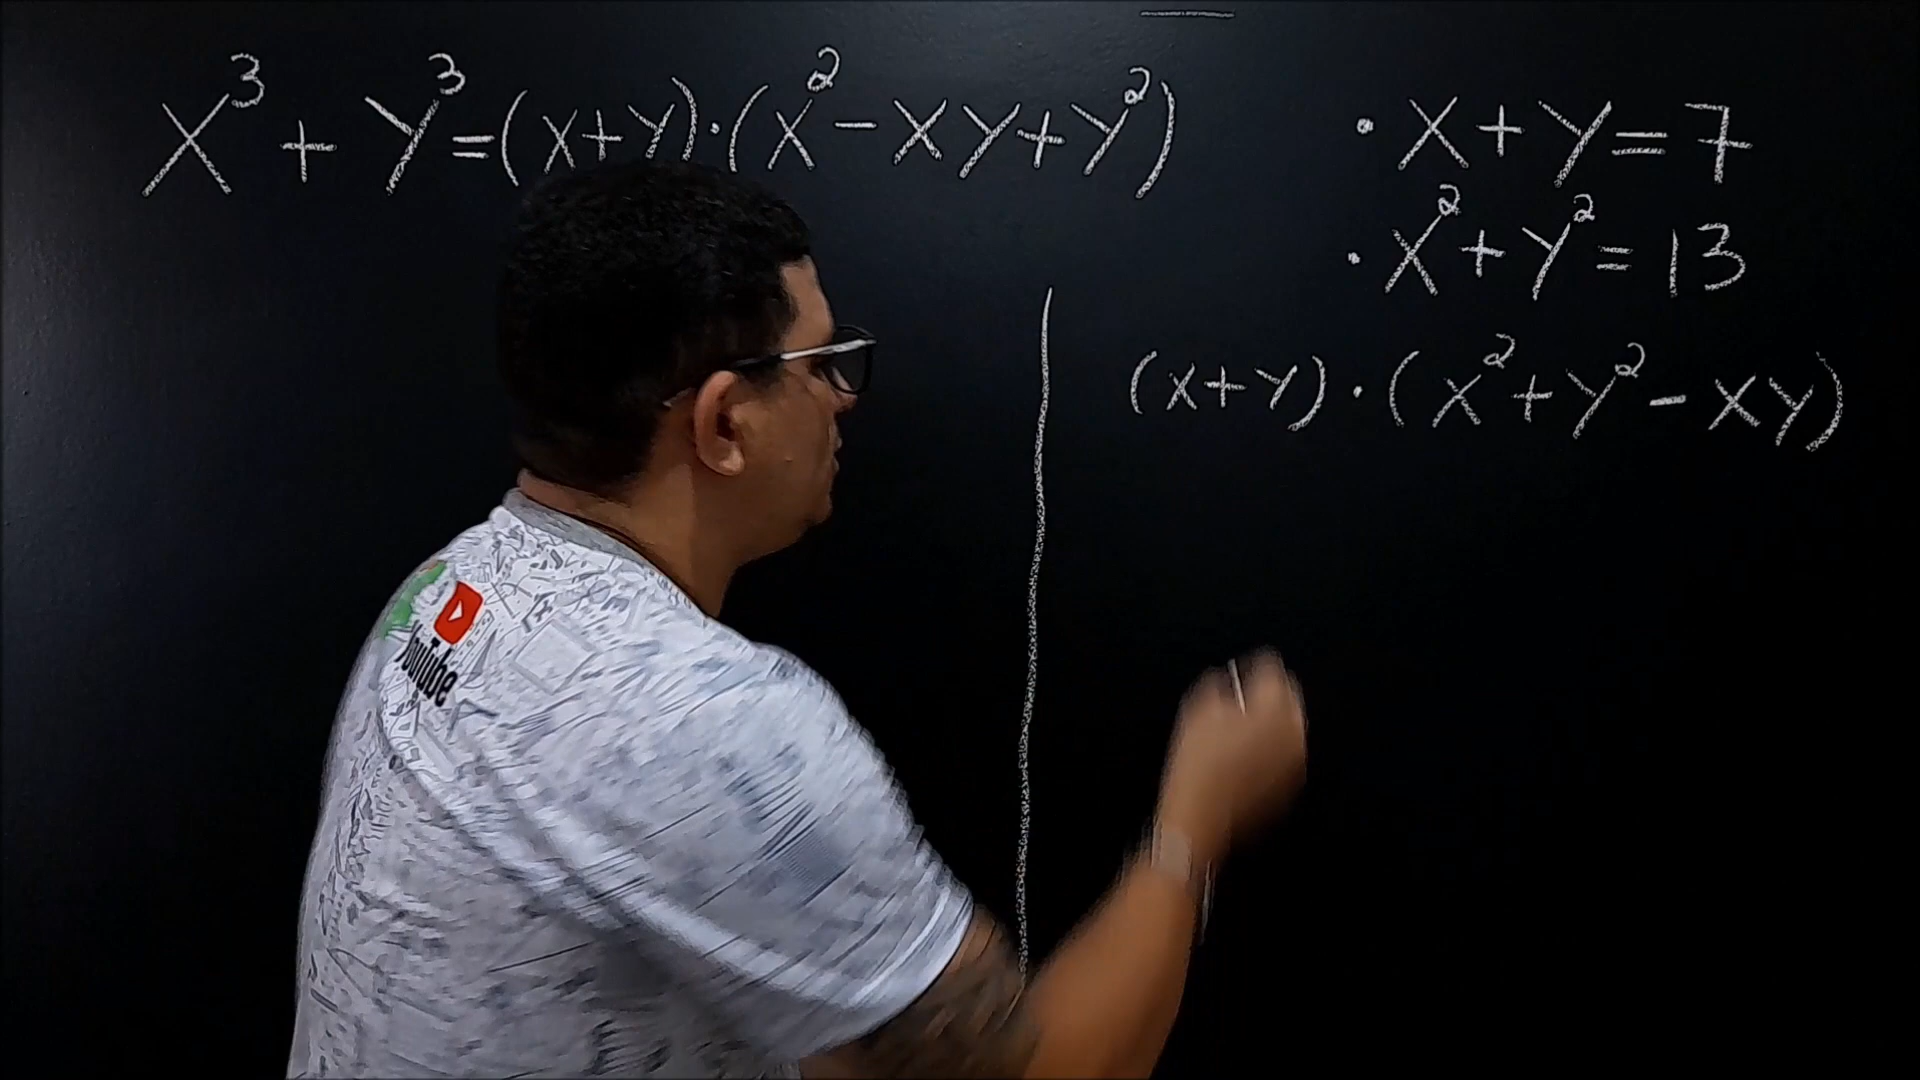 X³ + Y³ = (X+Y)·(X² - XY + Y²)
· X + Y = 7
· X² + Y² = 13
(X+Y)·(X² + Y² - XY)
YouTube